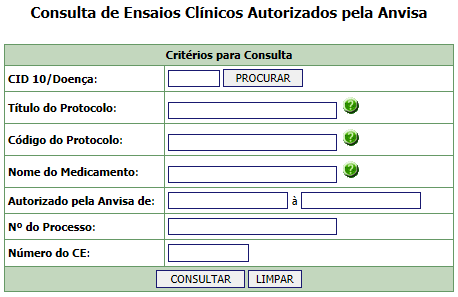 Consulta de Ensaios Clínicos Autorizados pela Anvisa
Critérios para Consulta
CID 10/Doença: PROCURAR
Título do Protocolo: ?
Código do Protocolo: ?
Nome do Medicamento: ?
Autorizado pela Anvisa de: à
Nº do Processo:
Número do CE:
CONSULTAR LIMPAR